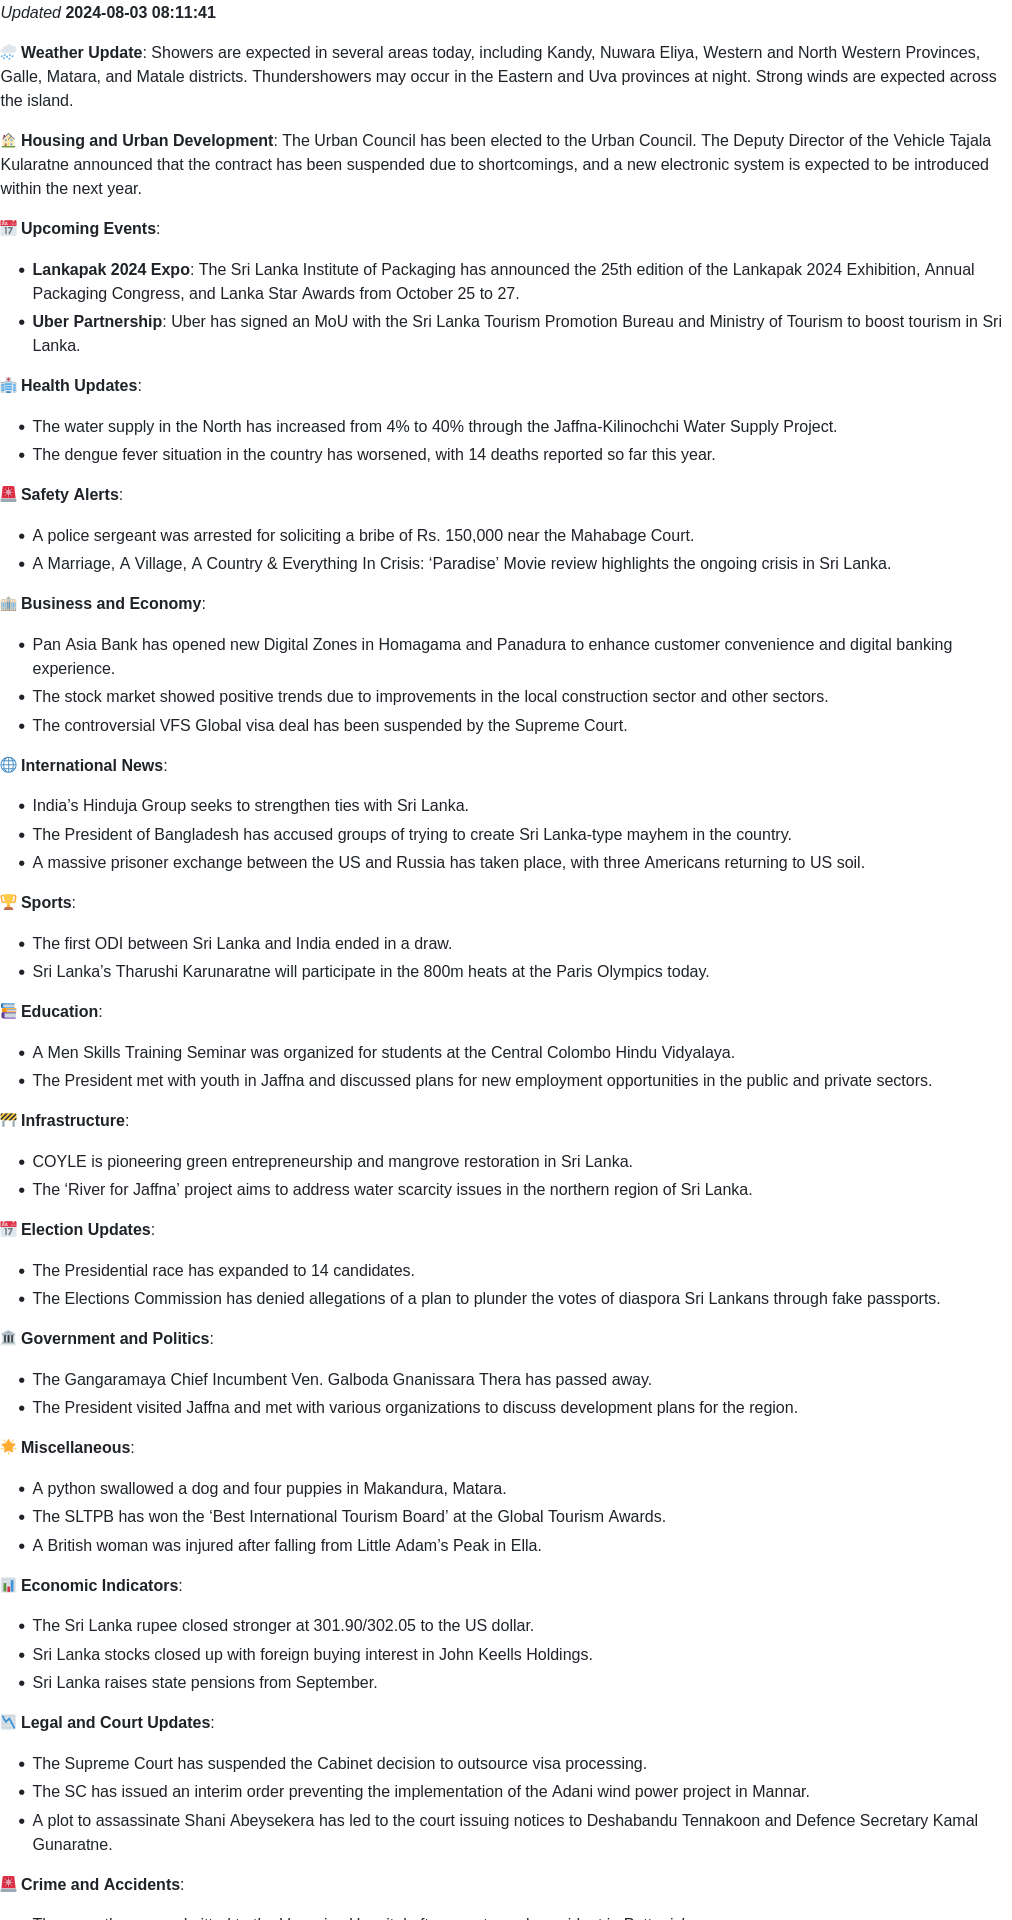 Updated 2024-08-03 08:11:41
Weather Update: Showers are expected in several areas today, including Kandy, Nuwara Eliya, Western and North Western Provinces,
Galle, Matara, and Matale districts. Thundershowers may occur in the Eastern and Uva provinces at night. Strong winds are expected across
the island.
Housing and Urban Development: The Urban Council has been elected to the Urban Council. The Deputy Director of the Vehicle Tajala
Kularatne announced that the contract has been suspended due to shortcomings, and a new electronic system is expected to be introduced
within the next year.
Upcoming Events:
• Lankapak 2024 Expo: The Sri Lanka Institute of Packaging has announced the 25th edition of the Lankapak 2024 Exhibition, Annual
Packaging Congress, and Lanka Star Awards from October 25 to 27.
• Uber Partnership: Uber has signed an MoU with the Sri Lanka Tourism Promotion Bureau and Ministry of Tourism to boost tourism in Sri
Lanka.
Health Updates:
• The water supply in the North has increased from 4% to 40% through the Jaffna-Kilinochchi Water Supply Project.
• The dengue fever situation in the country has worsened, with 14 deaths reported so far this year.
Safety Alerts:
• A police sergeant was arrested for soliciting a bribe of Rs. 150,000 near the Mahabage Court.
• A Marriage, A Village, A Country & Everything In Crisis: ‘Paradise’ Movie review highlights the ongoing crisis in Sri Lanka.
Business and Economy:
• Pan Asia Bank has opened new Digital Zones in Homagama and Panadura to enhance customer convenience and digital banking
experience.
• The stock market showed positive trends due to improvements in the local construction sector and other sectors.
• The controversial VFS Global visa deal has been suspended by the Supreme Court.
International News:
• India’s Hinduja Group seeks to strengthen ties with Sri Lanka.
• The President of Bangladesh has accused groups of trying to create Sri Lanka-type mayhem in the country.
• A massive prisoner exchange between the US and Russia has taken place, with three Americans returning to US soil.
Sports:
• The first ODI between Sri Lanka and India ended in a draw.
• Sri Lanka’s Tharushi Karunaratne will participate in the 800m heats at the Paris Olympics today.
Education:
• A Men Skills Training Seminar was organized for students at the Central Colombo Hindu Vidyalaya.
• The President met with youth in Jaffna and discussed plans for new employment opportunities in the public and private sectors.
Infrastructure:
• COYLE is pioneering green entrepreneurship and mangrove restoration in Sri Lanka.
• The ‘River for Jaffna’ project aims to address water scarcity issues in the northern region of Sri Lanka.
Election Updates:
• The Presidential race has expanded to 14 candidates.
• The Elections Commission has denied allegations of a plan to plunder the votes of diaspora Sri Lankans through fake passports.
Government and Politics:
• The Gangaramaya Chief Incumbent Ven. Galboda Gnanissara Thera has passed away.
• The President visited Jaffna and met with various organizations to discuss development plans for the region.
Miscellaneous:
• A python swallowed a dog and four puppies in Makandura, Matara.
• The SLTPB has won the ‘Best International Tourism Board’ at the Global Tourism Awards.
• A British woman was injured after falling from Little Adam’s Peak in Ella.
Economic Indicators:
• The Sri Lanka rupee closed stronger at 301.90/302.05 to the US dollar.
• Sri Lanka stocks closed up with foreign buying interest in John Keells Holdings.
• Sri Lanka raises state pensions from September.
Legal and Court Updates:
• The Supreme Court has suspended the Cabinet decision to outsource visa processing.
• The SC has issued an interim order preventing the implementation of the Adani wind power project in Mannar.
• A plot to assassinate Shani Abeysekera has led to the court issuing notices to Deshabandu Tennakoon and Defence Secretary Kamal
Gunaratne.
Crime and Accidents: